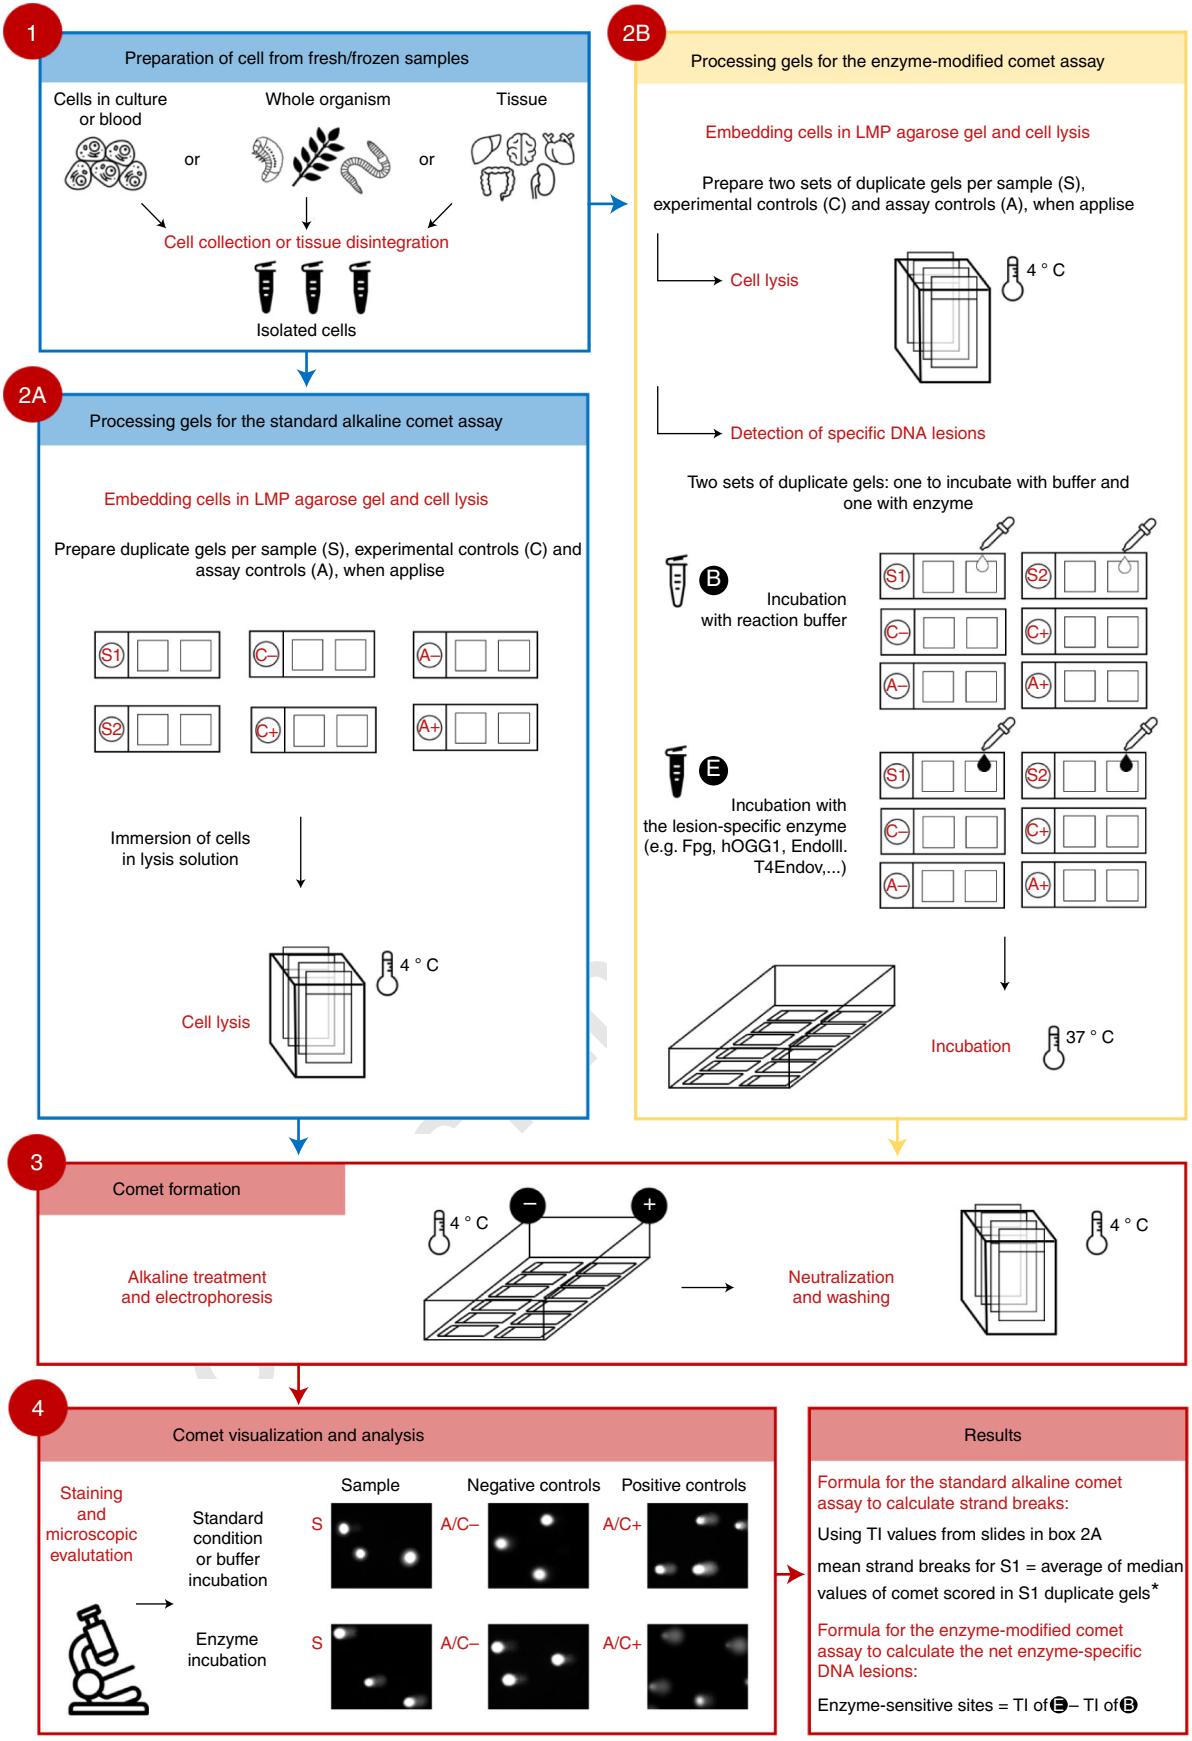 1
Preparation of cell from fresh/frozen samples
Cells in culture
or blood
or
Whole organism
or
Tissue
Cell collection or tissue disintegration
Isolated cells
2A
Processing gels for the standard alkaline comet assay
Embedding cells in LMP agarose gel and cell lysis
Prepare duplicate gels per sample (S), experimental controls (C) and
assay controls (A), when applise
S1
C–
A–
S2
C+
A+
Immersion of cells
in lysis solution
4 ° C
Cell lysis
2B
Processing gels for the enzyme-modified comet assay
Embedding cells in LMP agarose gel and cell lysis
Prepare two sets of duplicate gels per sample (S),
experimental controls (C) and assay controls (A), when applise
Cell lysis
4 ° C
Detection of specific DNA lesions
Two sets of duplicate gels: one to incubate with buffer and
one with enzyme
B
Incubation
with reaction buffer
S1
S2
C–
C+
A–
A+
E
Incubation with
the lesion-specific enzyme
(e.g. Fpg, hOGG1, Endolll.
T4Endov,...)
S1
S2
C–
C+
A–
A+
Incubation
37 ° C
3
Comet formation
Alkaline treatment
and electrophoresis
4 ° C
–
+
Neutralization
and washing
4 ° C
4
Comet visualization and analysis
Staining
and
microscopic
evalutation
Sample
Negative controls
Positive controls
Standard
condition
or buffer
incubation
S
A/C–
A/C+
Enzyme
incubation
S
A/C–
A/C+
Results
Formula for the standard alkaline comet
assay to calculate strand breaks:
Using TI values from slides in box 2A
mean strand breaks for S1 = average of median
values of comet scored in S1 duplicate gels*
Formula for the enzyme-modified comet
assay to calculate the net enzyme-specific
DNA lesions:
Enzyme-sensitive sites = TI of E – TI of B